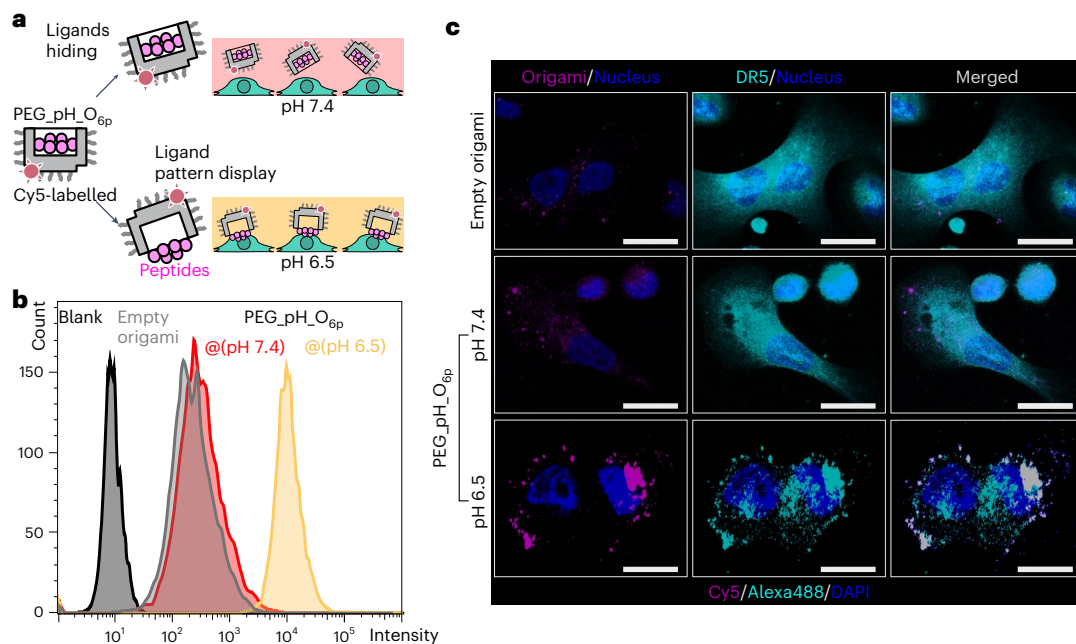 a
Ligands
hiding
pH 7.4
PEG_pH_O6p
Cy5-labelled
Ligand
pattern display
Peptides
pH 6.5
b
Count
Blank
Empty
origami
PEG_pH_O6p
@(pH 7.4)
@(pH 6.5)
150
100
50
0
10¹ 10² 10³ 10⁴ 10⁵ Intensity
c
Origami/Nucleus DR5/Nucleus Merged
Empty origami
PEG_pH_O6p
pH 7.4
pH 6.5
Cy5/Alexa488/DAPI